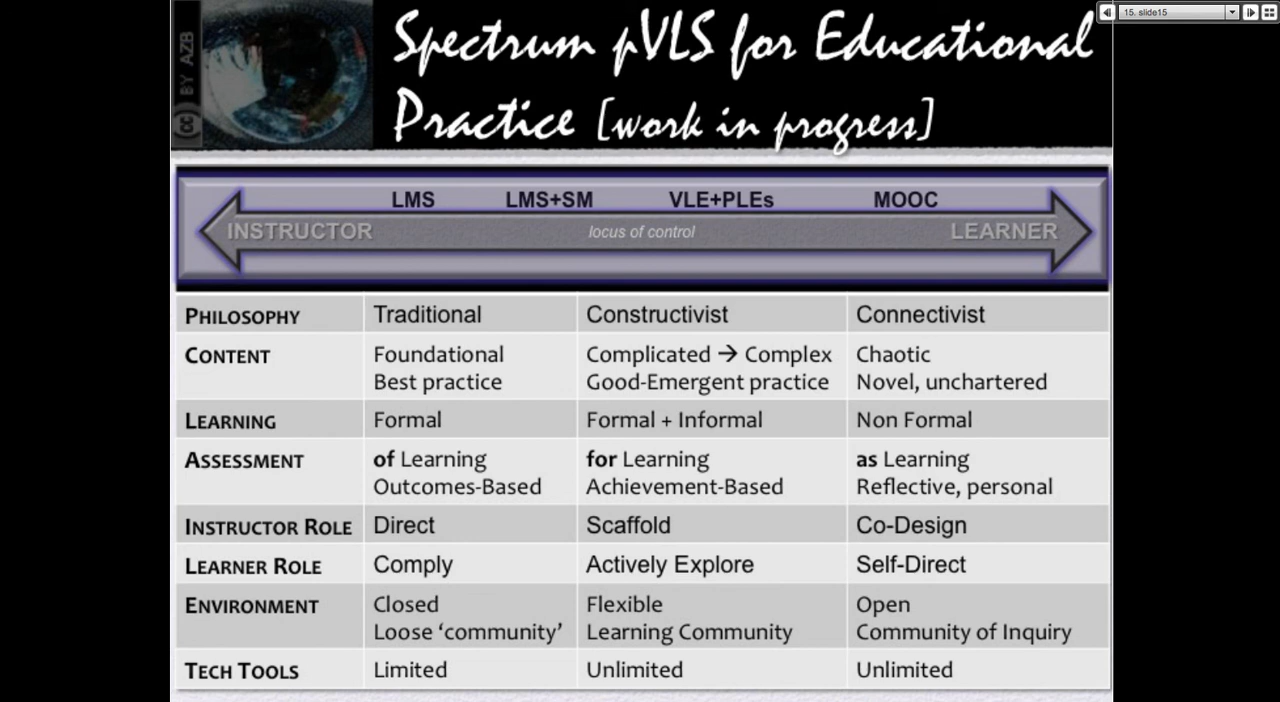 15. slide15
(cc) BY AZB
Spectrum pVLS for Educational
Practice [work in progress]
LMS LMS+SM VLE+PLEs MOOC
INSTRUCTOR locus of control LEARNER
PHILOSOPHY Traditional Constructivist Connectivist
CONTENT Foundational Complicated → Complex Chaotic
Best practice Good-Emergent practice Novel, unchartered
LEARNING Formal Formal + Informal Non Formal
ASSESSMENT of Learning for Learning as Learning
Outcomes-Based Achievement-Based Reflective, personal
INSTRUCTOR ROLE Direct Scaffold Co-Design
LEARNER ROLE Comply Actively Explore Self-Direct
ENVIRONMENT Closed Flexible Open
Loose ‘community’ Learning Community Community of Inquiry
TECH TOOLS Limited Unlimited Unlimited